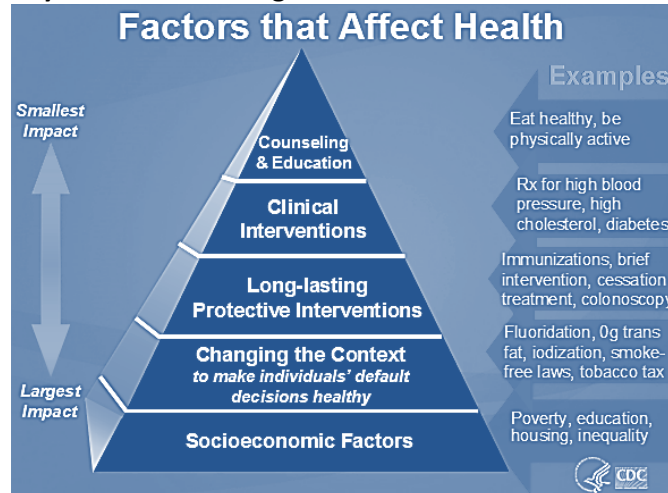 Factors that Affect Health
Examples
Smallest
Impact
Largest
Impact
Counseling
& Education
Eat healthy, be
physically active
Clinical
Interventions
Rx for high blood
pressure, high
cholesterol, diabetes
Long-lasting
Protective Interventions
Immunizations, brief
intervention, cessation
treatment, colonoscopy
Changing the Context
to make individuals' default
decisions healthy
Fluoridation, 0g trans
fat, iodization, smoke-
free laws, tobacco tax
Socioeconomic Factors
Poverty, education,
housing, inequality
CDC